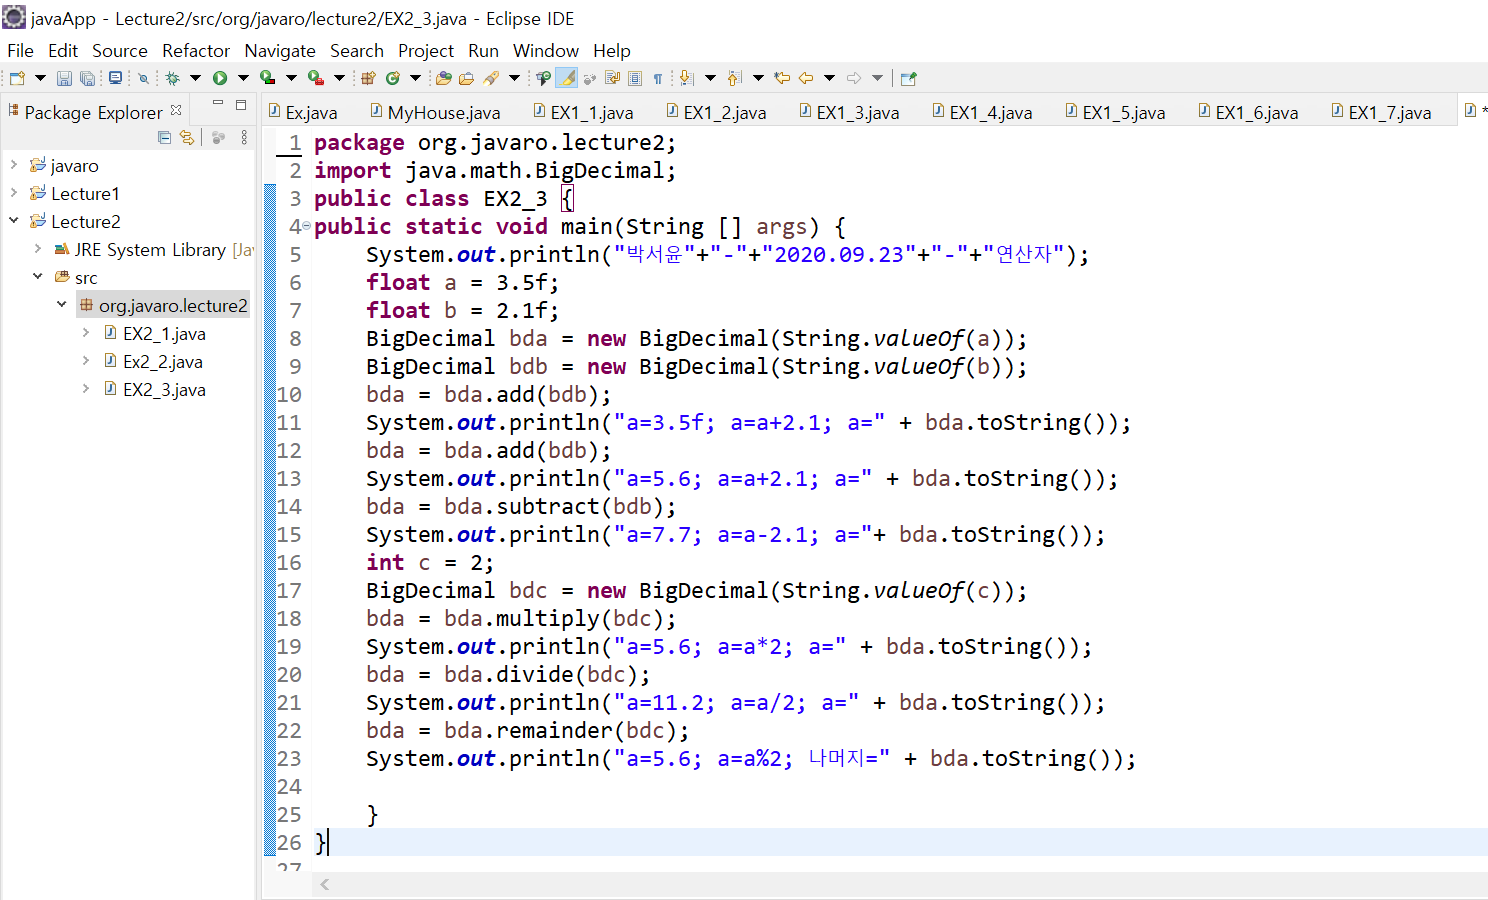 javaApp - Lecture2/src/org/javaro/lecture2/EX2_3.java - Eclipse IDE
File Edit Source Refactor Navigate Search Project Run Window Help
Package Explorer
Ex.java MyHouse.java EX1_1.java EX1_2.java EX1_3.java EX1_4.java EX1_5.java EX1_6.java EX1_7.java *
javaro
Lecture1
Lecture2
JRE System Library [Ja
src
org.javaro.lecture2
EX2_1.java
Ex2_2.java
EX2_3.java
1 package org.javaro.lecture2;
2 import java.math.BigDecimal;
3 public class EX2_3 {
4 public static void main(String [] args) {
5 System.out.println("박서윤"+"-"+"2020.09.23"+"-"+"연산자");
6 float a = 3.5f;
7 float b = 2.1f;
8 BigDecimal bda = new BigDecimal(String.valueOf(a));
9 BigDecimal bdb = new BigDecimal(String.valueOf(b));
10 bda = bda.add(bdb);
11 System.out.println("a=3.5f; a=a+2.1; a=" + bda.toString());
12 bda = bda.add(bdb);
13 System.out.println("a=5.6; a=a+2.1; a=" + bda.toString());
14 bda = bda.subtract(bdb);
15 System.out.println("a=7.7; a=a-2.1; a="+ bda.toString());
16 int c = 2;
17 BigDecimal bdc = new BigDecimal(String.valueOf(c));
18 bda = bda.multiply(bdc);
19 System.out.println("a=5.6; a=a*2; a=" + bda.toString());
20 bda = bda.divide(bdc);
21 System.out.println("a=11.2; a=a/2; a=" + bda.toString());
22 bda = bda.remainder(bdc);
23 System.out.println("a=5.6; a=a%2; 나머지=" + bda.toString());
24
25 }
26 }
27